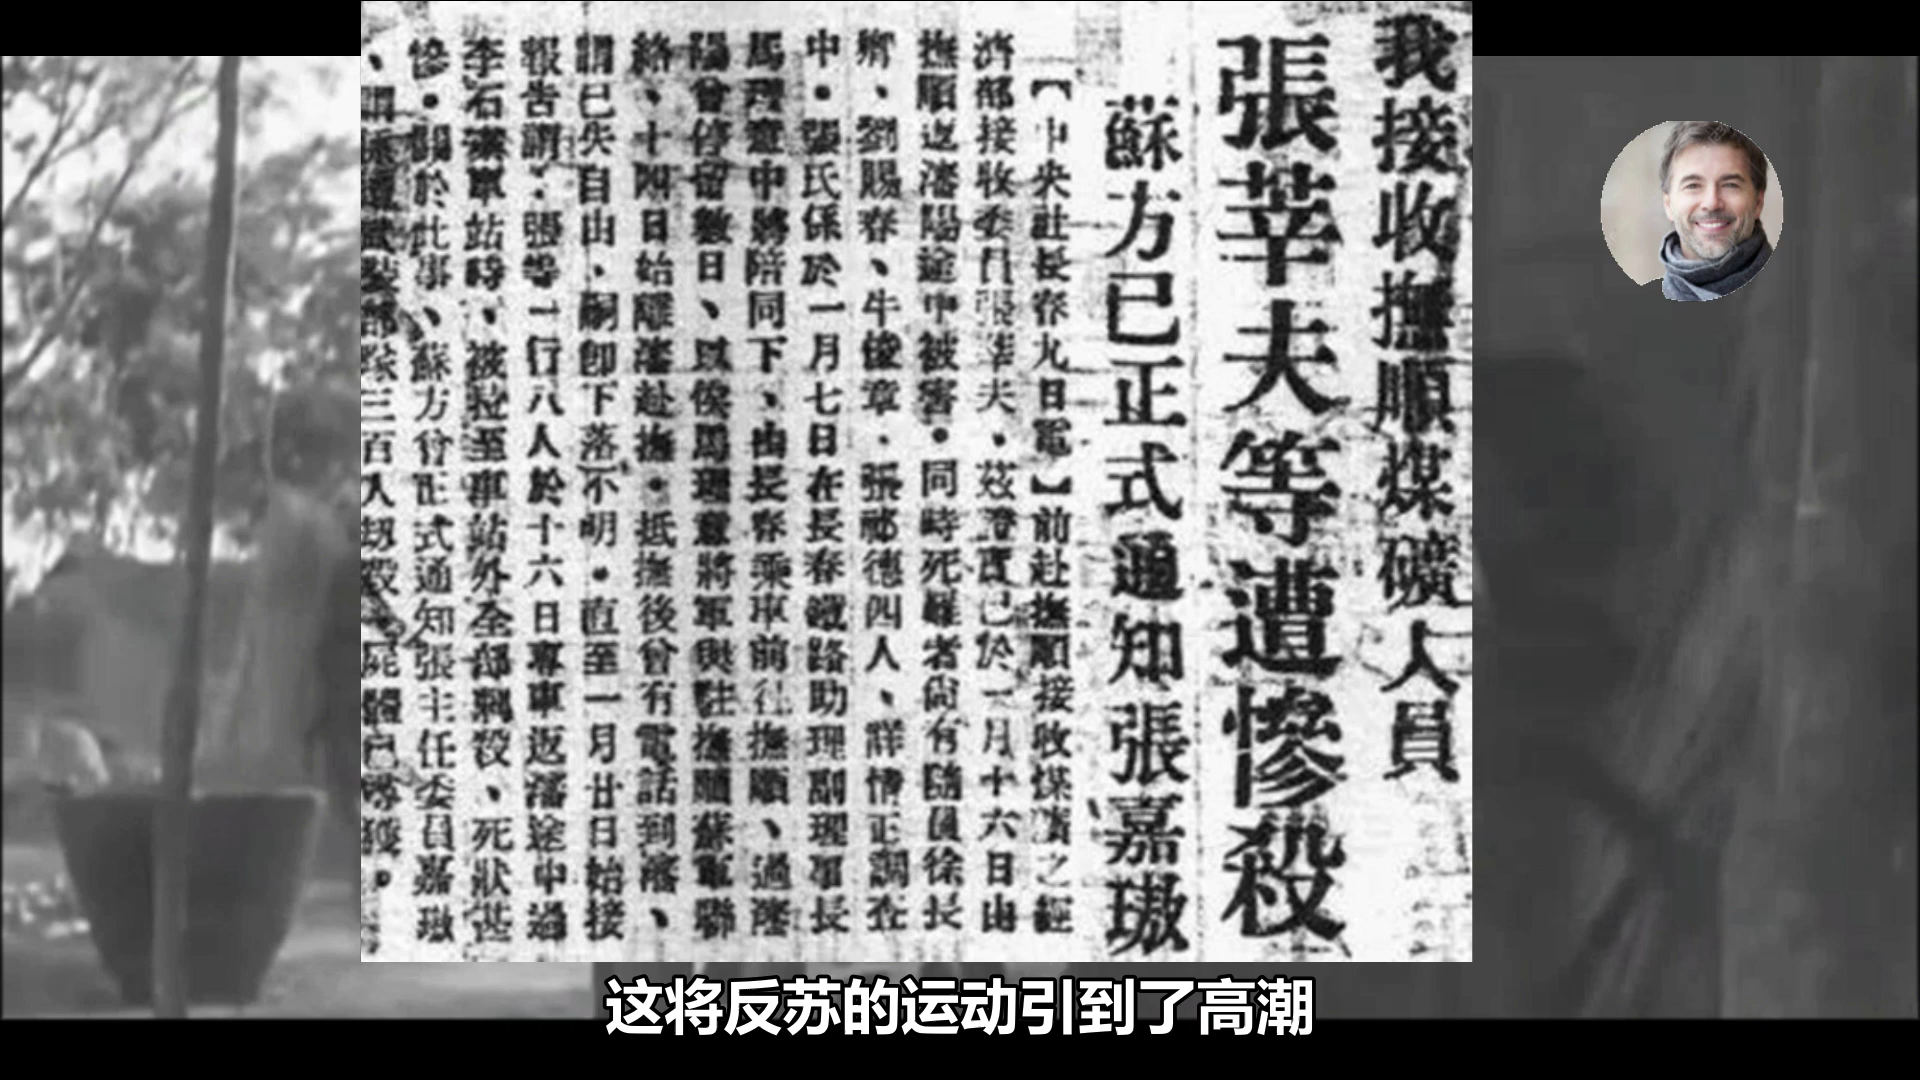 我接收撫順煤礦人員
張莘夫等遭慘殺
蘇方已正式通知張嘉璈
【中央社長春九日電】前赴撫順接收煤礦之經
濟部接收委員張莘夫，茲證實已於一月十六日由
撫順返瀋陽途中被害。同時死難者尚有隨員徐長
卿、劉賜春、牛俊章、張 德四人、詳情正調查
中。張氏係於一月七日在長春鐵路助理副理事長
馬理意中將陪同下、由長春乘車前往撫順、過瀋
陽曾停留數日、以俟馬理意將軍與駐撫順蘇軍聯
絡、十四日始離瀋赴撫。抵撫後曾有電話到瀋、
謂已失自由、嗣卽下落不明。直至一月廿日始接
報告謂：張等一行八人於十六日專車返瀋途中過
李石寨車站時、被拉至車站外全部 殺、死狀甚
慘。關於此事、蘇方曾正式通知張主任委員嘉璈
、謂係遭武裝部隊三百人刧殺、屍體已 獲。
这将反苏的运动引到了高潮